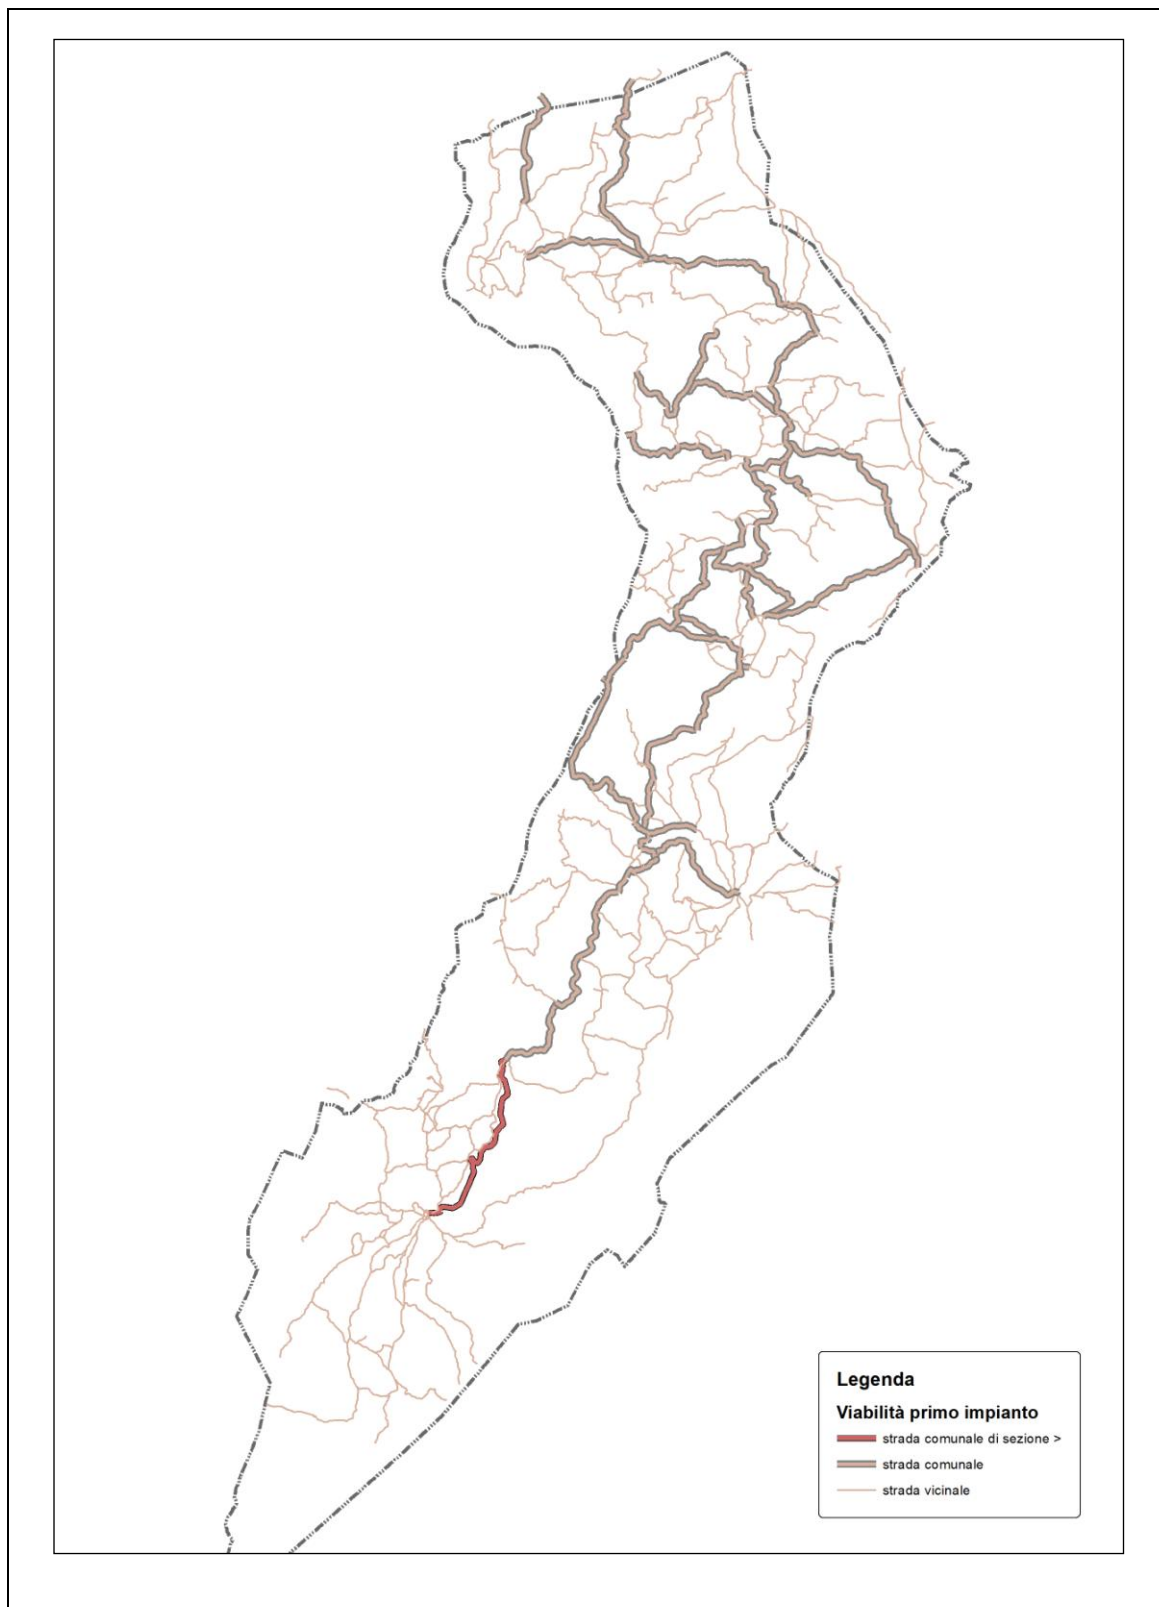 Legenda
Viabilità primo impianto
strada comunale di sezione >
strada comunale
strada vicinale